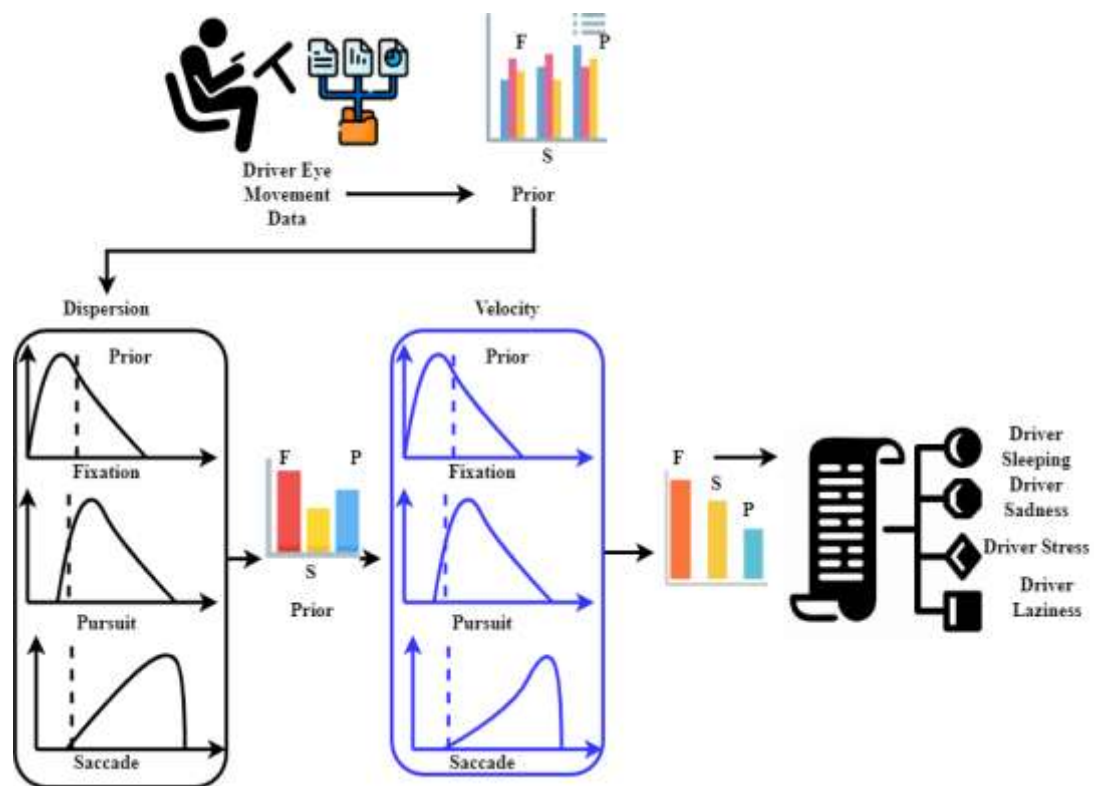 F
P
S
Driver Eye
Movement
Data
Prior
Dispersion
Prior
Fixation
Pursuit
Saccade
F
P
S
Prior
Velocity
Prior
Fixation
Pursuit
Saccade
F
S
P
Driver
Sleeping
Driver
Sadness
Driver Stress
Driver
Laziness